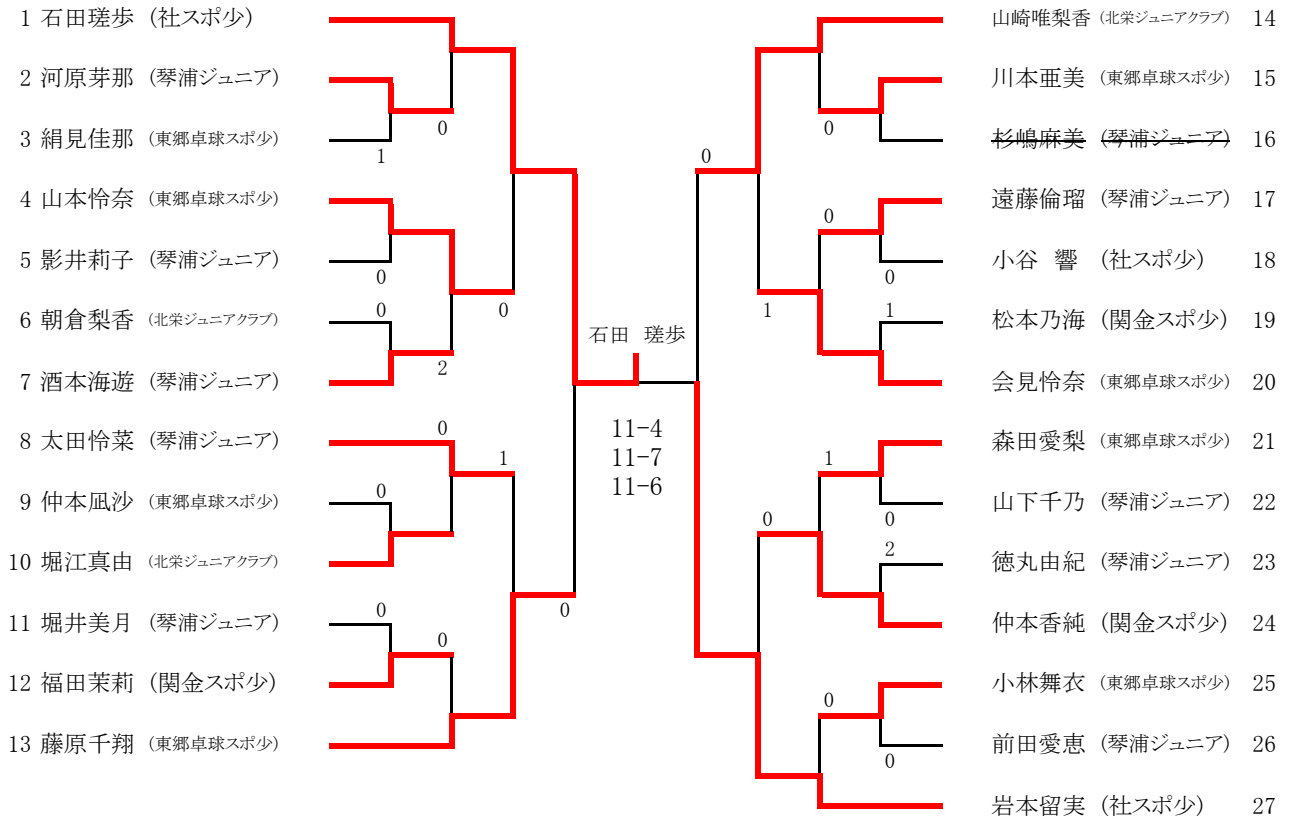 1 石田瑳歩 (社スポ少)
2 河原芽那 (琴浦ジュニア)
0
3 絹見佳那 (東郷卓球スポ少)
1
4 山本怜奈 (東郷卓球スポ少)
5 影井莉子 (琴浦ジュニア)
0
6 朝倉梨香 (北栄ジュニアクラブ)
0
0
7 酒本海遊 (琴浦ジュニア)
2
8 太田怜菜 (琴浦ジュニア)
0
1
9 仲本凪沙 (東郷卓球スポ少)
0
10 堀江真由 (北栄ジュニアクラブ)
11 堀井美月 (琴浦ジュニア)
0
0
0
12 福田茉莉 (関金スポ少)
13 藤原千翔 (東郷卓球スポ少)
石田 瑳歩
11-4
11-7
11-6
山崎唯梨香 (北栄ジュニアクラブ) 14
川本亜美 (東郷卓球スポ少) 15
0
杉嶋麻美 (琴浦ジュニア) 16
0
遠藤倫瑠 (琴浦ジュニア) 17
0
小谷 響 (社スポ少) 18
0
松本乃海 (関金スポ少) 19
1
1
会見怜奈 (東郷卓球スポ少) 20
森田愛梨 (東郷卓球スポ少) 21
1
山下千乃 (琴浦ジュニア) 22
0
0
徳丸由紀 (琴浦ジュニア) 23
2
仲本香純 (関金スポ少) 24
小林舞衣 (東郷卓球スポ少) 25
0
前田愛恵 (琴浦ジュニア) 26
0
岩本留実 (社スポ少) 27